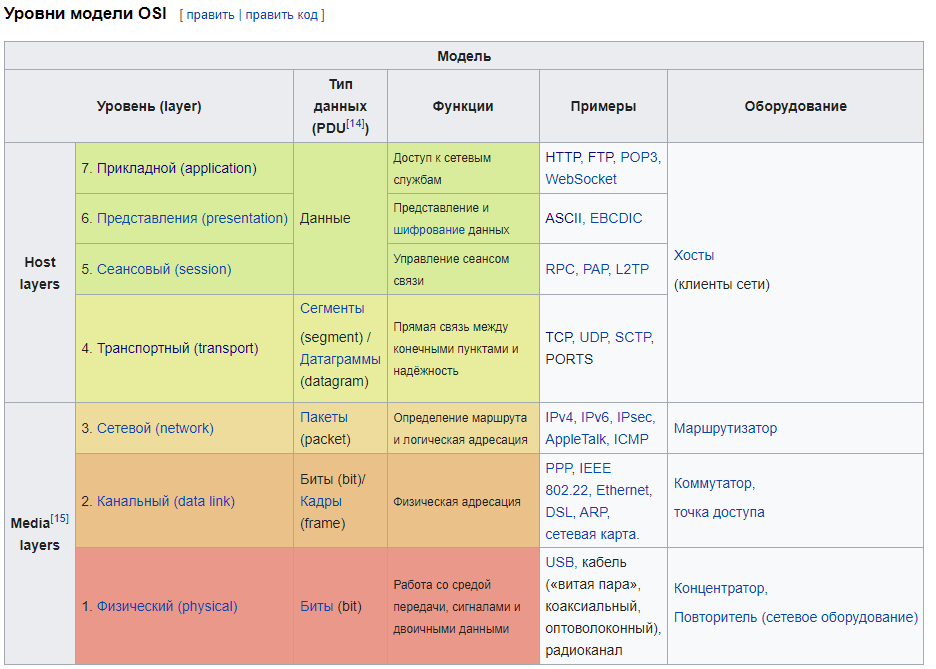 Уровни модели OSI [ править | править код ]
Модель
Уровень (layer)
Тип
данных
(PDU[14])
Функции
Примеры
Оборудование
Host
layers
7. Прикладной (application)
Данные
Доступ к сетевым
службам
HTTP, FTP, POP3,
WebSocket
Хосты
(клиенты сети)
6. Представления (presentation)
Представление и
шифрование данных
ASCII, EBCDIC
5. Сеансовый (session)
Управление сеансом
связи
RPC, PAP, L2TP
4. Транспортный (transport)
Сегменты
(segment) /
Датаграммы
(datagram)
Прямая связь между
конечными пунктами и
надёжность
TCP, UDP, SCTP,
PORTS
Media[15]
layers
3. Сетевой (network)
Пакеты
(packet)
Определение маршрута
и логическая адресация
IPv4, IPv6, IPsec,
AppleTalk, ICMP
Маршрутизатор
2. Канальный (data link)
Биты (bit)/
Кадры
(frame)
Физическая адресация
PPP, IEEE
802.22, Ethernet,
DSL, ARP,
сетевая карта.
Коммутатор,
точка доступа
1. Физический (physical)
Биты (bit)
Работа со средой
передачи, сигналами и
двоичными данными
USB, кабель
(«витая пара»,
коаксиальный,
оптоволоконный),
радиоканал
Концентратор,
Повторитель (сетевое оборудование)